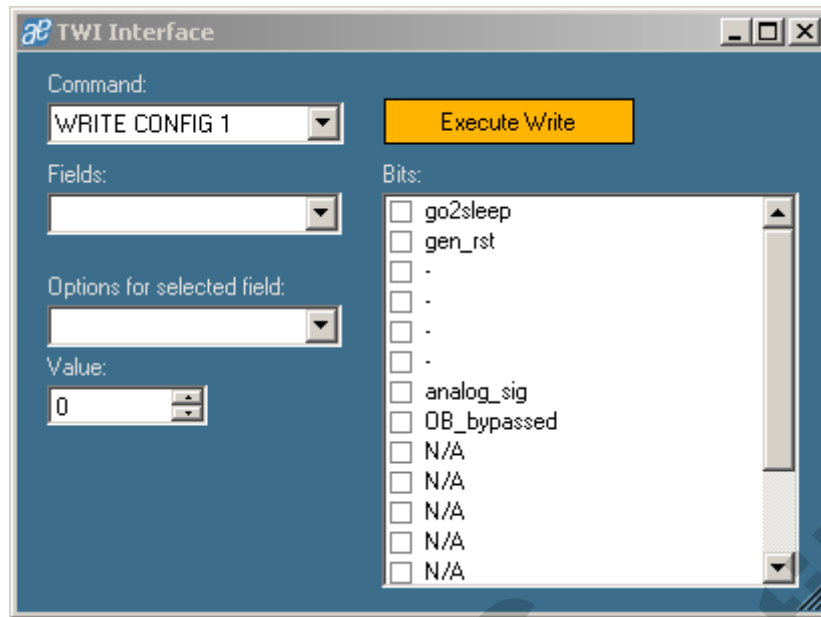 TWI Interface
Command:
WRITE CONFIG 1
Execute Write
Fields:
Options for selected field:
Value:
0
Bits:
go2sleep
gen_rst
-
-
-
-
analog_sig
OB_bypassed
N/A
N/A
N/A
N/A
N/A